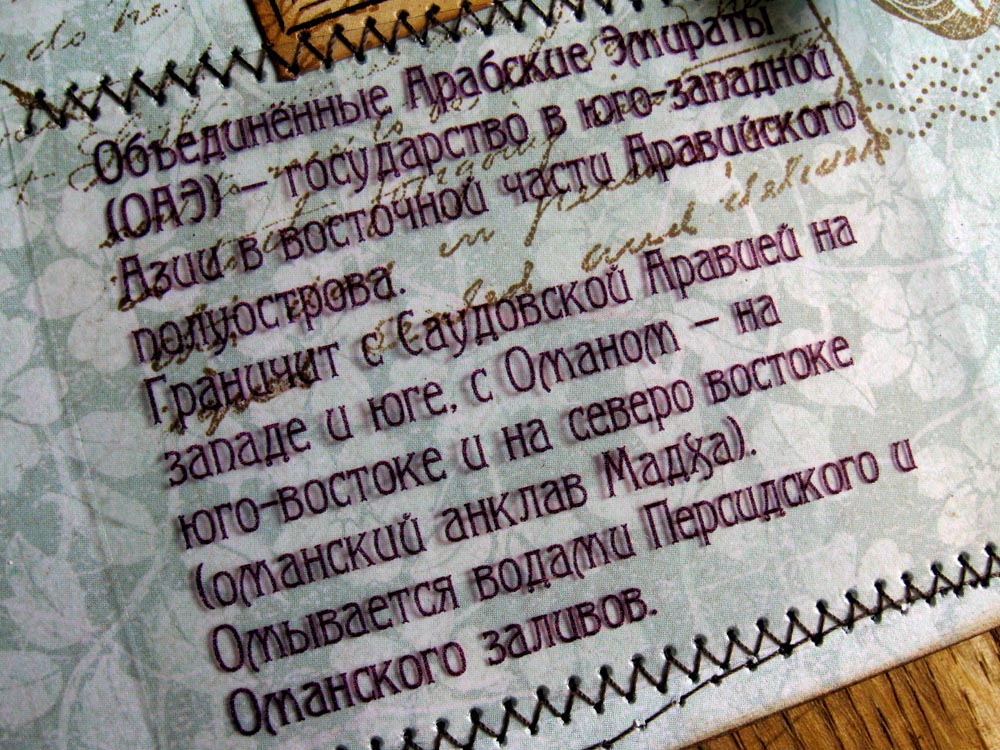 Объединённые Арабские Эмираты
(ОАЭ) – государство в юго-западной
Азии в восточной части Аравийского
полуострова.
Граничит с Саудовской Аравией на
западе и юге, с Оманом – на
юго-востоке и на северо востоке
(оманский анклав Мадха).
Омывается водами Персидского и
Оманского заливов.